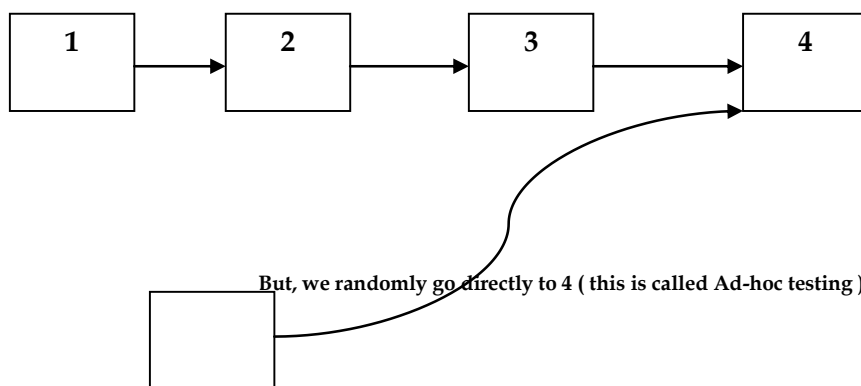 1 2 3 4
But, we randomly go directly to 4 ( this is called Ad-hoc testing )